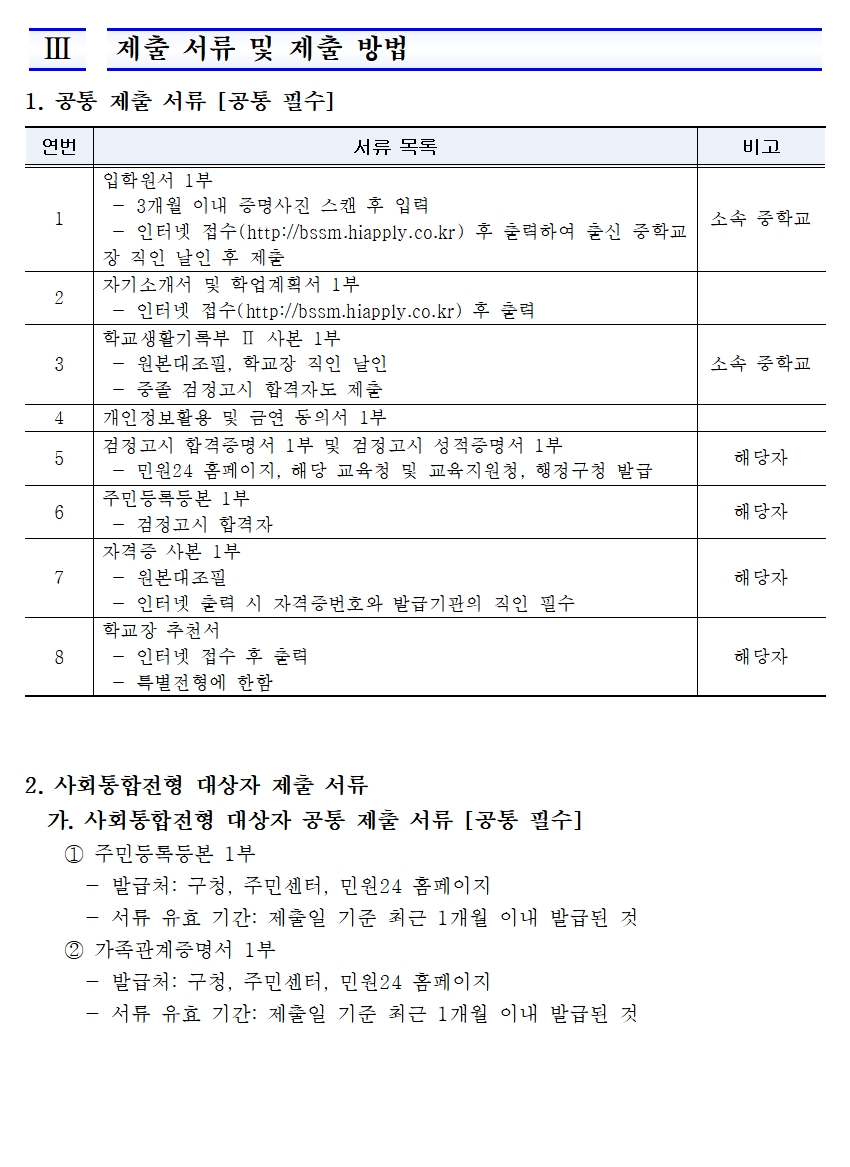 Ⅲ 제출 서류 및 제출 방법
1. 공통 제출 서류 [공통 필수]
연번 서류 목록 비고
1 입학원서 1부 소속 중학교
- 3개월 이내 증명사진 스캔 후 입력
- 인터넷 접수(http://bssm.hiapply.co.kr) 후 출력하여 출신 중학교
장 직인 날인 후 제출
2 자기소개서 및 학업계획서 1부
- 인터넷 접수(http://bssm.hiapply.co.kr) 후 출력
3 학교생활기록부 Ⅱ 사본 1부 소속 중학교
- 원본대조필, 학교장 직인 날인
- 중졸 검정고시 합격자도 제출
4 개인정보활용 및 금연 동의서 1부
5 검정고시 합격증명서 1부 및 검정고시 성적증명서 1부 해당자
- 민원24 홈페이지, 해당 교육청 및 교육지원청, 행정구청 발급
6 주민등록등본 1부 해당자
- 검정고시 합격자
7 자격증 사본 1부 해당자
- 원본대조필
- 인터넷 출력 시 자격증번호와 발급기관의 직인 필수
8 학교장 추천서 해당자
- 인터넷 접수 후 출력
- 특별전형에 한함
2. 사회통합전형 대상자 제출 서류
가. 사회통합전형 대상자 공통 제출 서류 [공통 필수]
① 주민등록등본 1부
- 발급처: 구청, 주민센터, 민원24 홈페이지
- 서류 유효 기간: 제출일 기준 최근 1개월 이내 발급된 것
② 가족관계증명서 1부
- 발급처: 구청, 주민센터, 민원24 홈페이지
- 서류 유효 기간: 제출일 기준 최근 1개월 이내 발급된 것